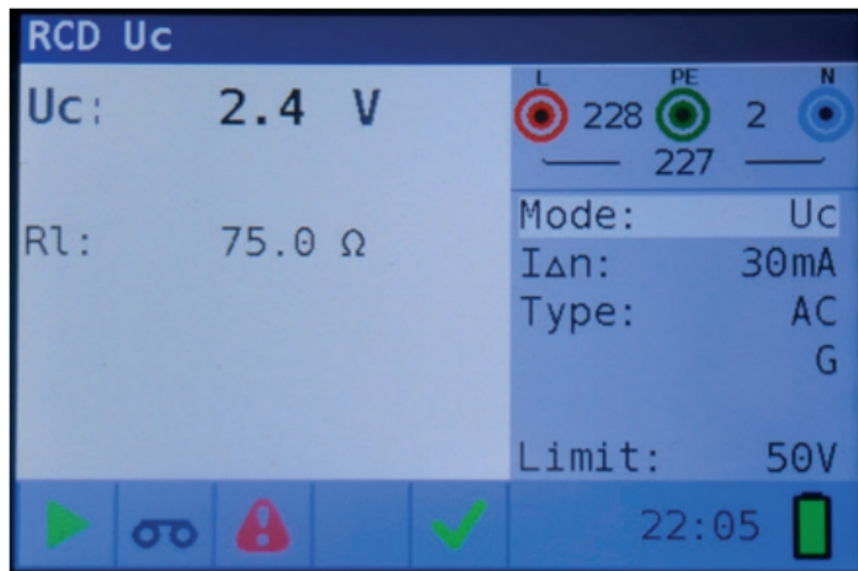 RCD Uc
Uc: 2.4 V
Rl: 75.0 Ω
L PE N
228 2
227
Mode: Uc
I∆n: 30mA
Type: AC
G
Limit: 50V
22:05